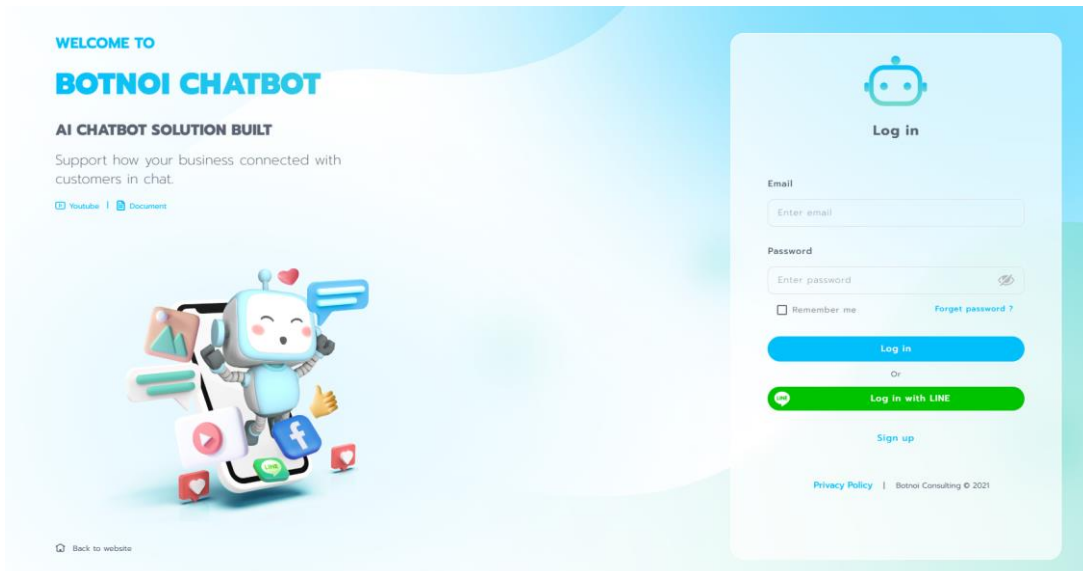 WELCOME TO
BOTNOI CHATBOT
AI CHATBOT SOLUTION BUILT
Support how your business connected with
customers in chat.
Youtube | Document
LINE
Back to website
Log in
Email
Enter email
Password
Enter password
Remember me
Forget password ?
Log in
Or
LINE
Log in with LINE
Sign up
Privacy Policy | Botnoi Consulting © 2021